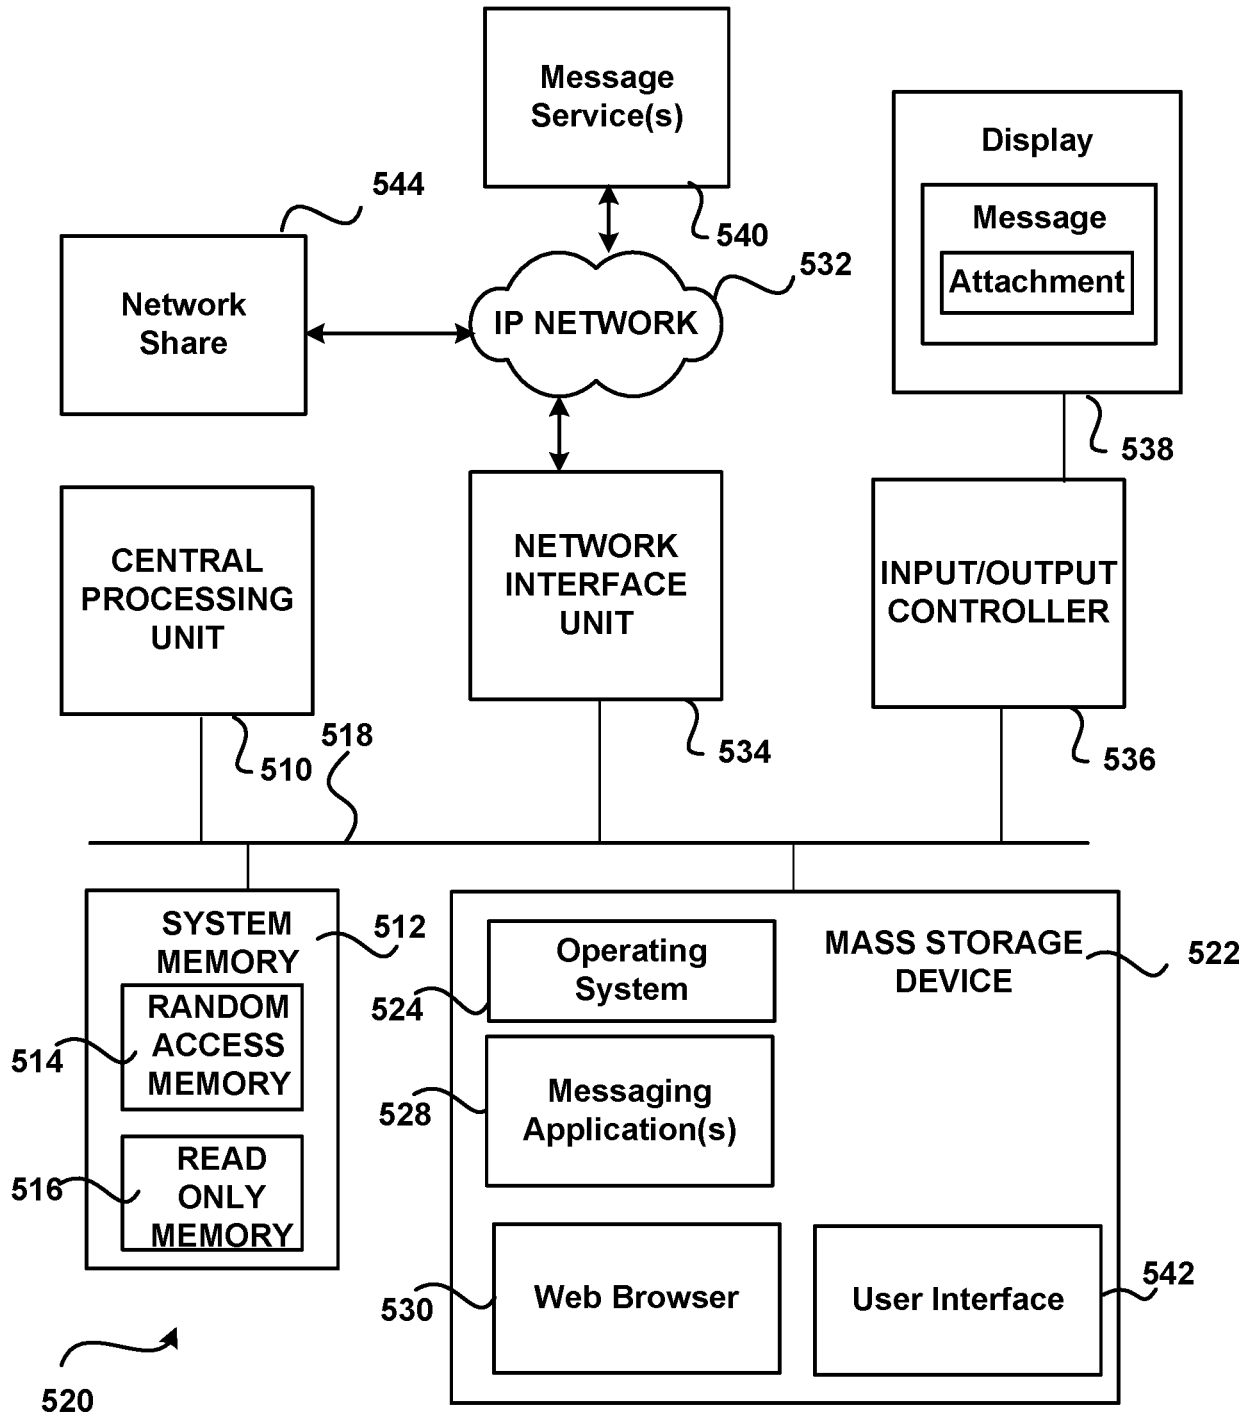 Message
Service(s)
540
544
Network
Share
532
IP NETWORK
Display
Message
Attachment
538
CENTRAL
PROCESSING
UNIT
510
NETWORK
INTERFACE
UNIT
534
INPUT/OUTPUT
CONTROLLER
536
518
SYSTEM
MEMORY
512
RANDOM
ACCESS
MEMORY
514
READ
ONLY
MEMORY
516
MASS STORAGE
DEVICE
522
Operating
System
524
Messaging
Application(s)
528
Web Browser
530
User Interface
542
520